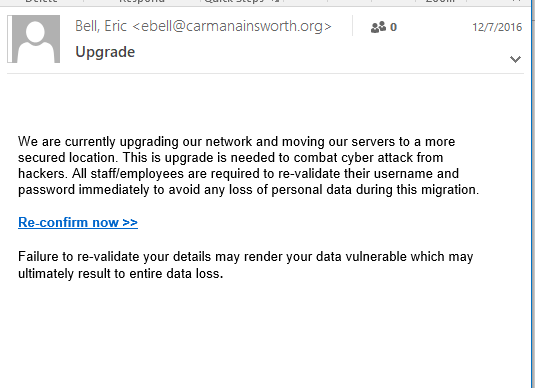 Bell, Eric <ebell@carmanainsworth.org>
0
12/7/2016
Upgrade
We are currently upgrading our network and moving our servers to a more
secured location. This is upgrade is needed to combat cyber attack from
hackers. All staff/employees are required to re-validate their username and
password immediately to avoid any loss of personal data during this migration.
Re-confirm now >>
Failure to re-validate your details may render your data vulnerable which may
ultimately result to entire data loss.